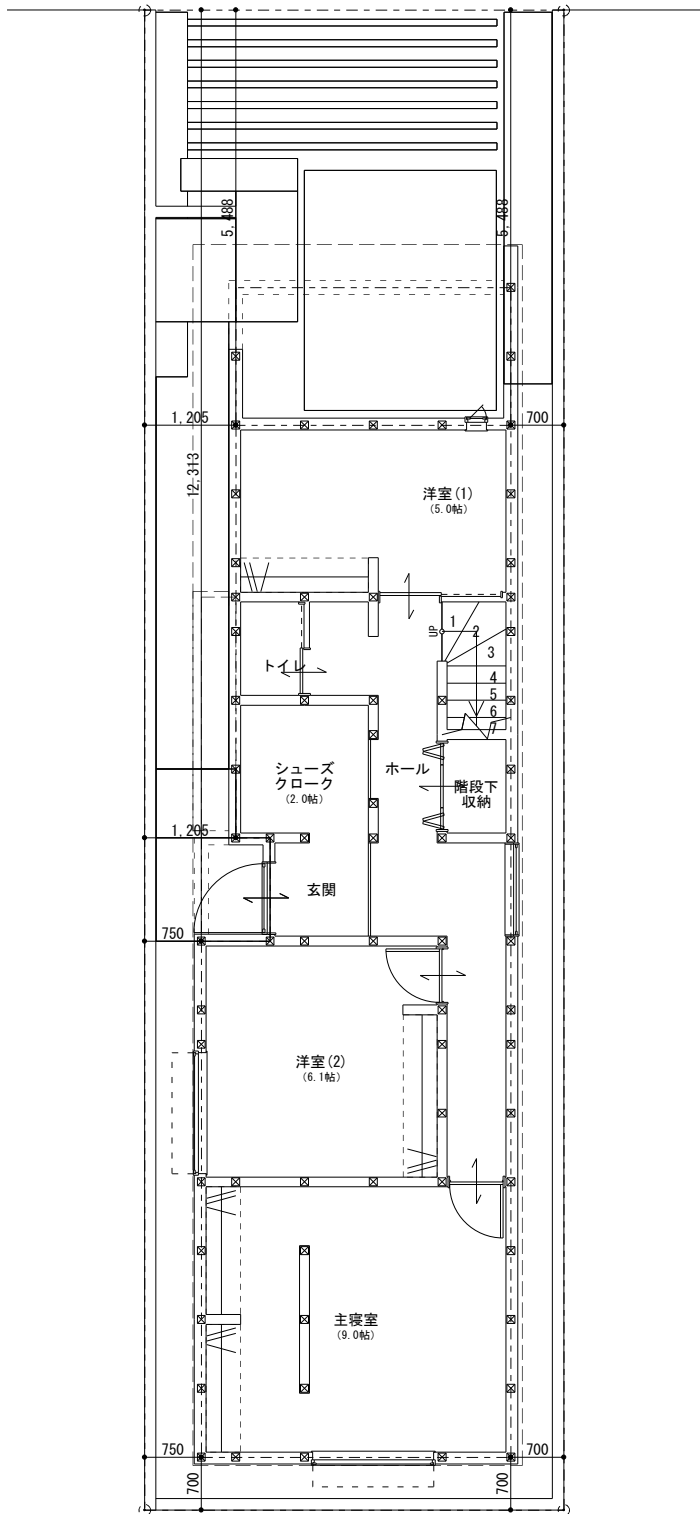 5,488
5,488
1,205
700
12,313
洋室(1)
(5.0帖)
UP
1
2
3
4
5
6
7
トイレ
シューズ
クローク
(2.0帖)
ホール
階段下
収納
1,205
玄関
750
洋室(2)
(6.1帖)
主寝室
(9.0帖)
750
700
700
700